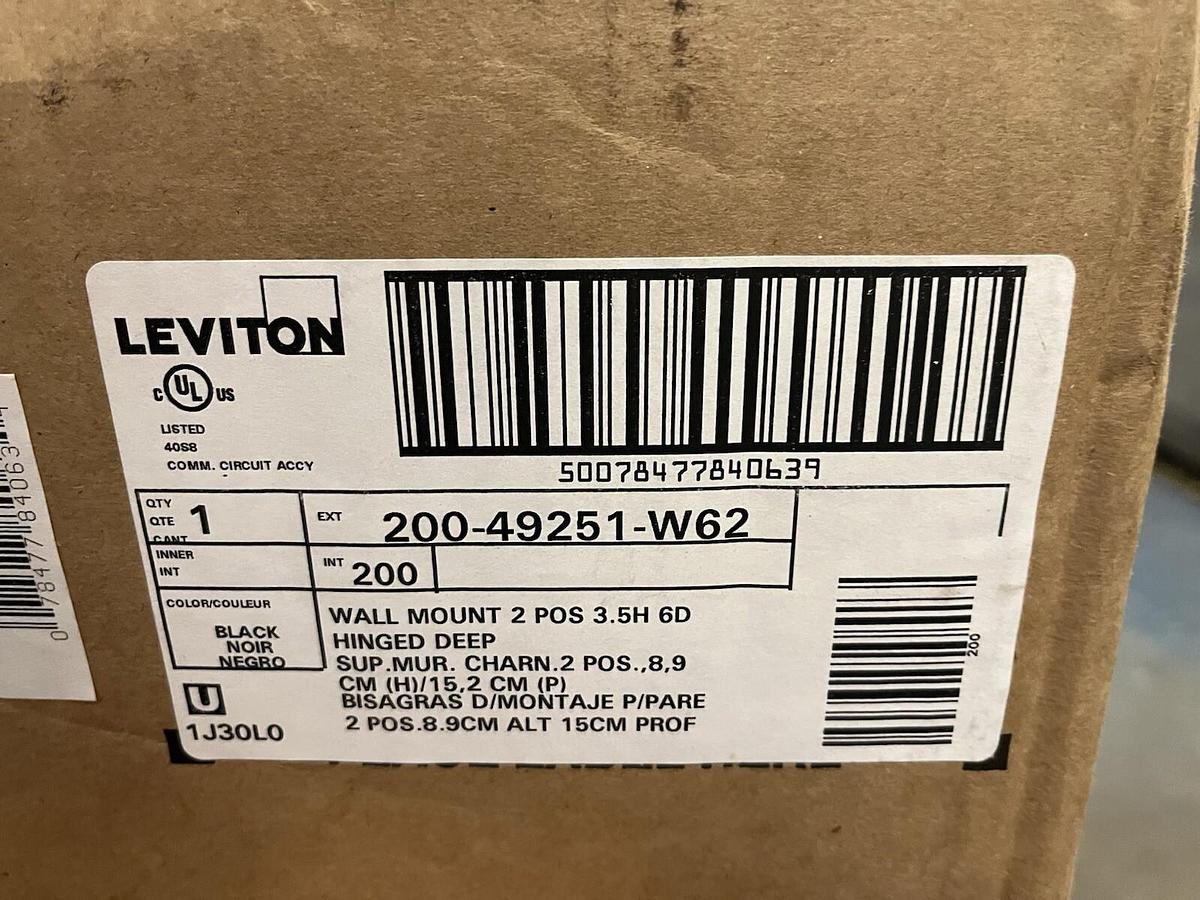 LEVITON
C UL US
LISTED
40S8
COMM. CIRCUIT ACCY
50078477840639
QTY
QTE
CANT
1
EXT
200-49251-W62
INNER
INT
INT
200
COLOR/COULEUR
BLACK
NOIR
NEGRO
WALL MOUNT 2 POS 3.5H 6D
HINGED DEEP
SUP.MUR. CHARN.2 POS.,8,9
CM (H)/15,2 CM (P)
BISAGRAS D/MONTAJE P/PARE
2 POS.8.9CM ALT 15CM PROF
U
1J30L0
200
0 78477 84063